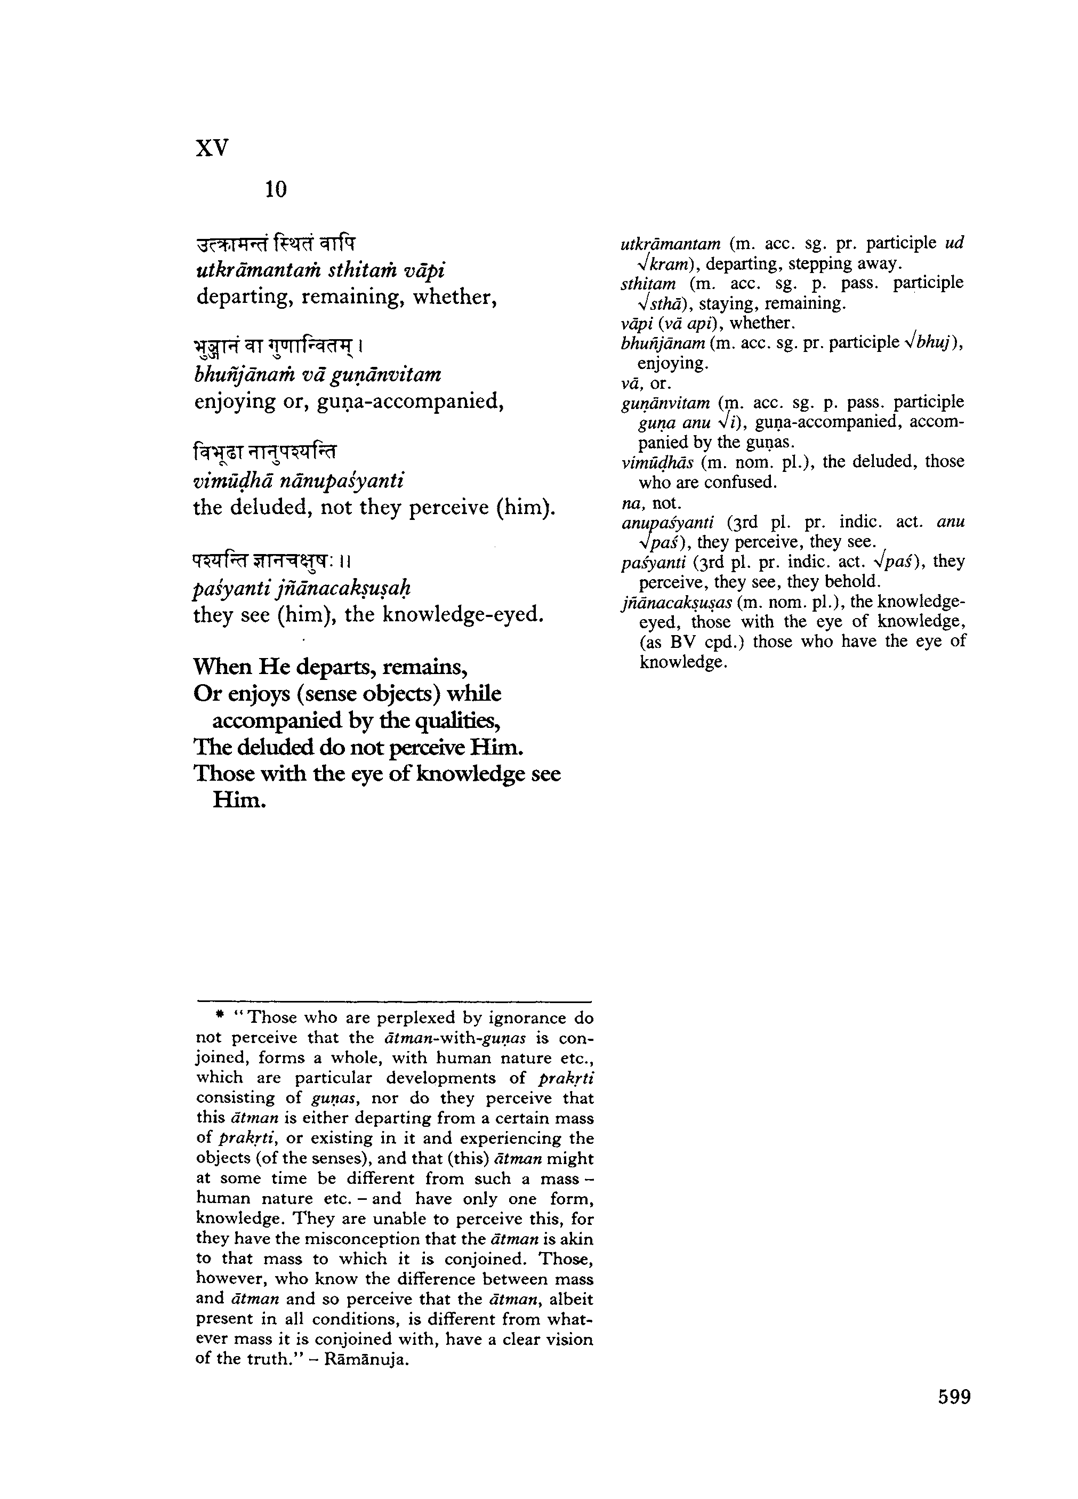 XV
10
उत्क्रामन्तं स्थितं वापि
utkrāmantaṁ sthitaṁ vāpi
departing, remaining, whether,
भुञ्जानं वा गुणान्वितम् ।
bhuñjānaṁ vā guṇānvitam
enjoying or, guṇa-accompanied,
विमूढा नानुपश्यन्ति
vimūḍhā nānupaśyanti
the deluded, not they perceive (him).
पश्यन्ति ज्ञानचक्षुषः ।।
paśyanti jñānacakṣuṣaḥ
they see (him), the knowledge-eyed.
When He departs, remains,
Or enjoys (sense objects) while
accompanied by the qualities,
The deluded do not perceive Him.
Those with the eye of knowledge see
Him.
utkrāmantam (m. acc. sg. pr. participle ud
√kram), departing, stepping away.
sthitam (m. acc. sg. p. pass. participle
√sthā), staying, remaining.
vāpi (vā api), whether.
bhuñjānam (m. acc. sg. pr. participle √bhuj),
enjoying.
vā, or.
guṇānvitam (m. acc. sg. p. pass. participle
guṇa anu √i), guṇa-accompanied, accom-
panied by the guṇas.
vimūḍhās (m. nom. pl.), the deluded, those
who are confused.
na, not.
anupaśyanti (3rd pl. pr. indic. act. anu
√paś), they perceive, they see.
paśyanti (3rd pl. pr. indic. act. √paś), they
perceive, they see, they behold.
jñānacakṣuṣas (m. nom. pl.), the knowledge-
eyed, those with the eye of knowledge,
(as BV cpd.) those who have the eye of
knowledge.
* "Those who are perplexed by ignorance do
not perceive that the ātman-with-guṇas is con-
joined, forms a whole, with human nature etc.,
which are particular developments of prakṛti
consisting of guṇas, nor do they perceive that
this ātman is either departing from a certain mass
of prakṛti, or existing in it and experiencing the
objects (of the senses), and that (this) ātman might
at some time be different from such a mass –
human nature etc. – and have only one form,
knowledge. They are unable to perceive this, for
they have the misconception that the ātman is akin
to that mass to which it is conjoined. Those,
however, who know the difference between mass
and ātman and so perceive that the ātman, albeit
present in all conditions, is different from what-
ever mass it is conjoined with, have a clear vision
of the truth." – Rāmānuja.
599